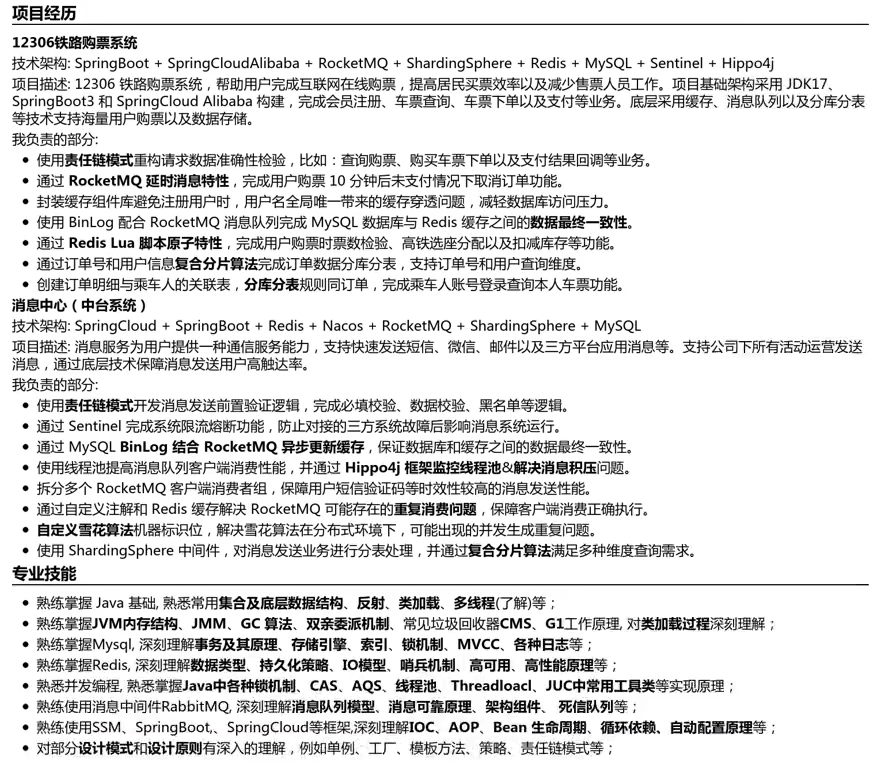 项目经历
12306铁路购票系统
技术架构: SpringBoot + SpringCloudAlibaba + RocketMQ + ShardingSphere + Redis + MySQL + Sentinel + Hippo4j
项目描述: 12306 铁路购票系统，帮助用户完成互联网在线购票，提高居民买票效率以及减少售票人员工作。项目基础架构采用 JDK17、
SpringBoot3 和 SpringCloud Alibaba 构建，完成会员注册、车票查询、车票下单以及支付等业务。底层采用缓存、消息队列以及分库分表
等技术支持海量用户购票以及数据存储。
我负责的部分:
● 使用责任链模式重构请求数据准确性检验，比如：查询购票、购买车票下单以及支付结果回调等业务。
● 通过 RocketMQ 延时消息特性，完成用户购票 10 分钟后未支付情况下取消订单功能。
● 封装缓存组件库避免注册用户时，用户名全局唯一带来的缓存穿透问题，减轻数据库访问压力。
● 使用 BinLog 配合 RocketMQ 消息队列完成 MySQL 数据库与 Redis 缓存之间的数据最终一致性。
● 通过 Redis Lua 脚本原子特性，完成用户购票时票数检验、高铁选座分配以及扣减库存等功能。
● 通过订单号和用户信息复合分片算法完成订单数据分库分表，支持订单号和用户查询维度。
● 创建订单明细与乘车人的关联表，分库分表规则同订单，完成乘车人账号登录查询本人车票功能。
消息中心（中台系统）
技术架构: SpringCloud + SpringBoot + Redis + Nacos + RocketMQ + ShardingSphere + MySQL
项目描述: 消息服务为用户提供一种通信服务能力，支持快速发送短信、微信、邮件以及三方平台应用消息等。支持公司下所有活动运营发送
消息，通过底层技术保障消息发送用户高触达率。
我负责的部分:
● 使用责任链模式开发消息发送前置验证逻辑，完成必填校验、数据校验、黑名单等逻辑。
● 通过 Sentinel 完成系统限流熔断功能，防止对接的三方系统故障后影响消息系统运行。
● 通过 MySQL BinLog 结合 RocketMQ 异步更新缓存，保证数据库和缓存之间的数据最终一致性。
● 使用线程池提高消息队列客户端消费性能，并通过 Hippo4j 框架监控线程池&解决消息积压问题。
● 拆分多个 RocketMQ 客户端消费者组，保障用户短信验证码等时效性较高的消息发送性能。
● 通过自定义注解和 Redis 缓存解决 RocketMQ 可能存在的重复消费问题，保障客户端消费正确执行。
● 自定义雪花算法机器标识位，解决雪花算法在分布式环境下，可能出现的并发生成重复问题。
● 使用 ShardingSphere 中间件，对消息发送业务进行分表处理，并通过复合分片算法满足多种维度查询需求。
专业技能
● 熟练掌握 Java 基础, 熟悉常用集合及底层数据结构、反射、类加载、多线程(了解)等；
● 熟练掌握JVM内存结构、JMM、GC 算法、双亲委派机制、常见垃圾回收器CMS、G1工作原理, 对类加载过程深刻理解；
● 熟练掌握Mysql, 深刻理解事务及其原理、存储引擎、索引、锁机制、MVCC、各种日志等；
● 熟练掌握Redis, 深刻理解数据类型、持久化策略、IO模型、哨兵机制、高可用、高性能原理等；
● 熟悉并发编程, 熟悉掌握Java中各种锁机制、CAS、AQS、线程池、Threadloacl、JUC中常用工具类等实现原理；
● 熟练使用消息中间件RabbitMQ, 深刻理解消息队列模型、消息可靠原理、架构组件、 死信队列等；
● 熟练使用SSM、SpringBoot,、SpringCloud等框架,深刻理解IOC、AOP、Bean 生命周期、循环依赖、自动配置原理等；
● 对部分设计模式和设计原则有深入的理解，例如单例、工厂、模板方法、策略、责任链模式等；